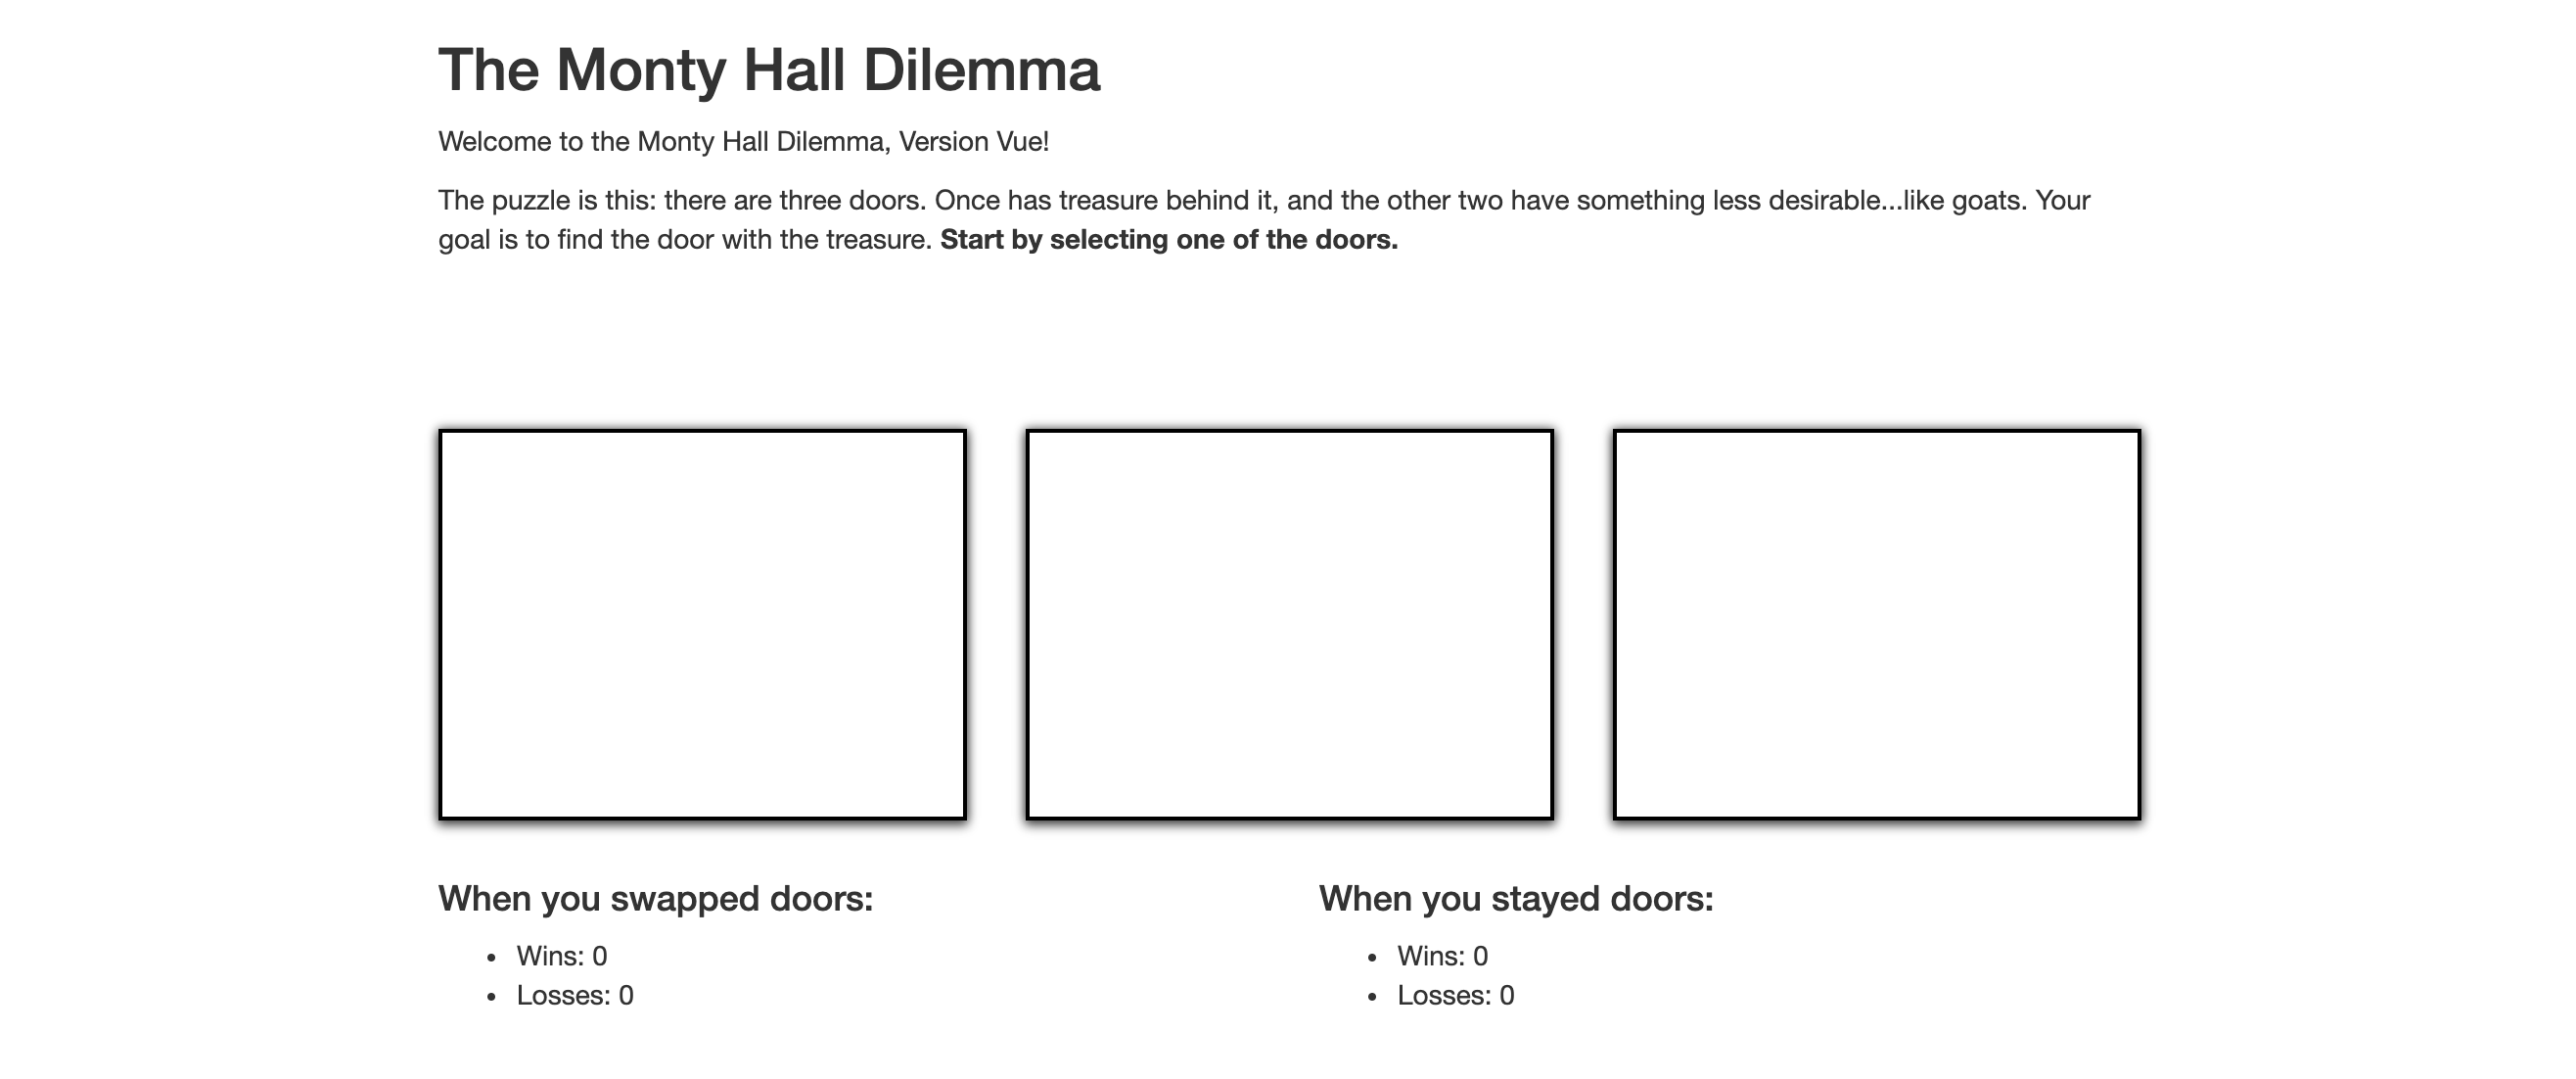 The Monty Hall Dilemma
Welcome to the Monty Hall Dilemma, Version Vue!
The puzzle is this: there are three doors. Once has treasure behind it, and the other two have something less desirable...like goats. Your
goal is to find the door with the treasure. Start by selecting one of the doors.
When you swapped doors:
• Wins: 0
• Losses: 0
When you stayed doors:
• Wins: 0
• Losses: 0